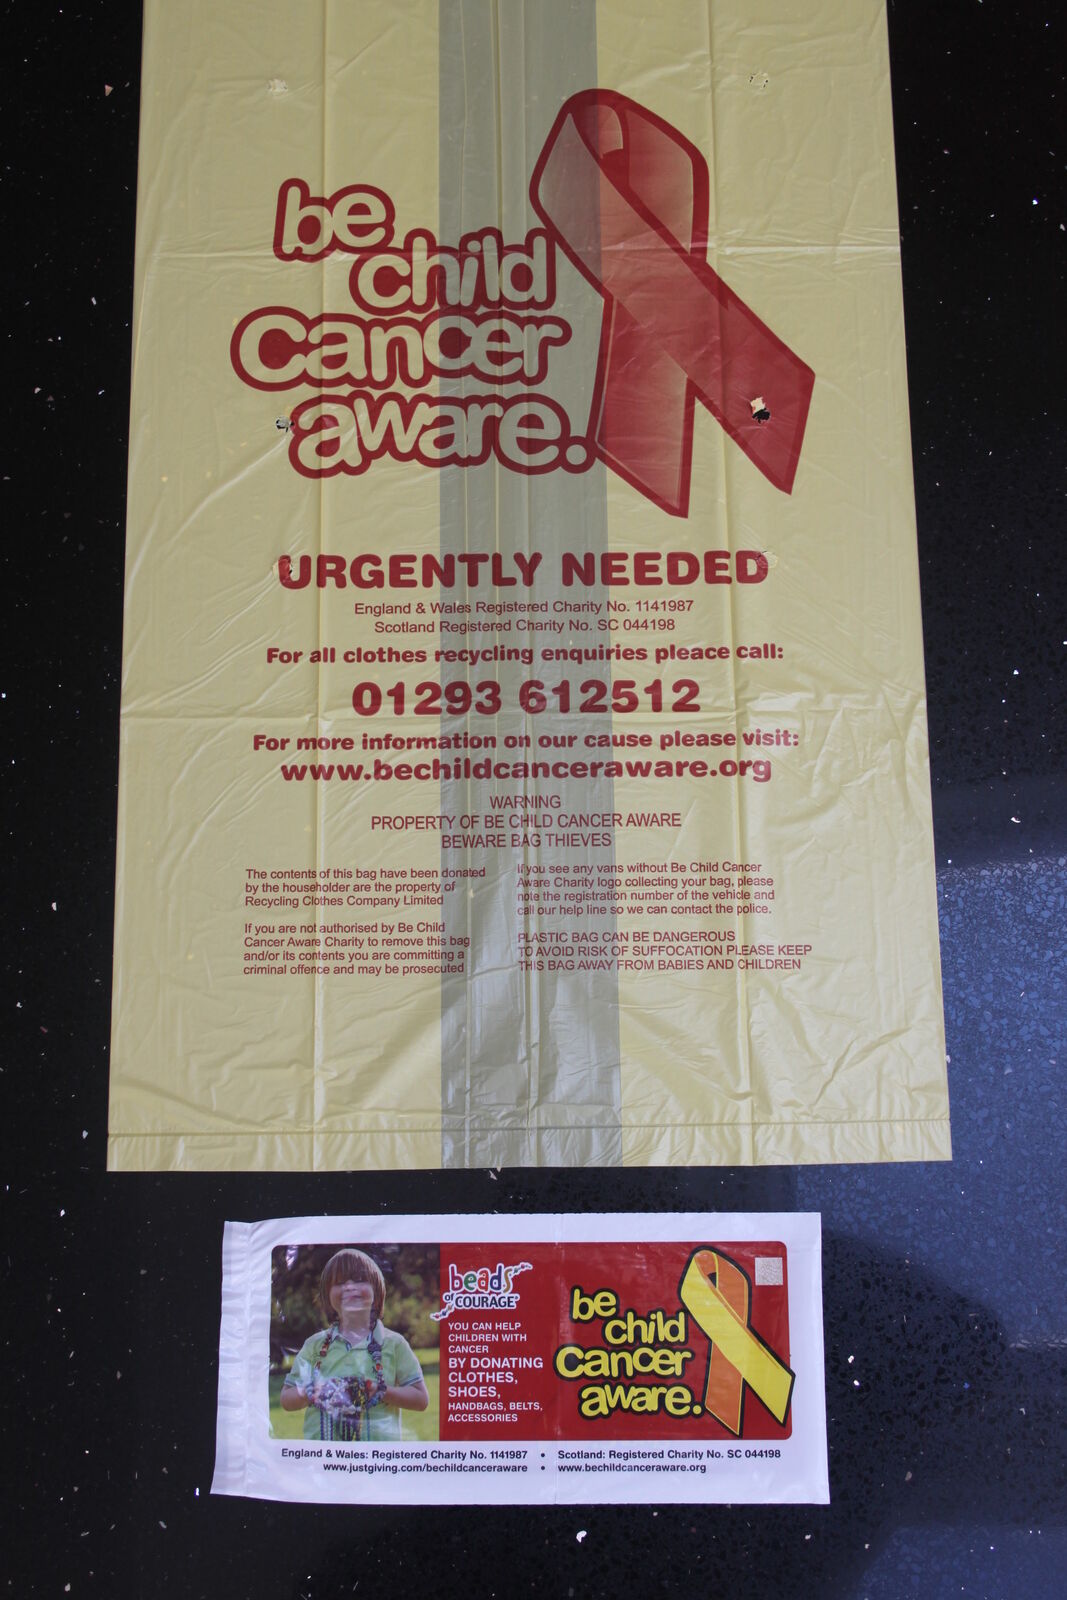 be
child
Cancer
aware.
URGENTLY NEEDED
England & Wales Registered Charity No. 1141987
Scotland Registered Charity No. SC 044198
For all clothes recycling enquiries pleace call:
01293 612512
For more information on our cause please visit:
www.bechildcanceraware.org
WARNING
PROPERTY OF BE CHILD CANCER AWARE
BEWARE BAG THIEVES
The contents of this bag have been donated
by the householder are the property of
Recycling Clothes Company Limited
If you are not authorised by Be Child
Cancer Aware Charity to remove this bag
and/or its contents you are committing a
criminal offence and may be prosecuted
If you see any vans without Be Child Cancer
Aware Charity logo collecting your bag, please
note the registration number of the vehicle and
call our help line so we can contact the police.
PLASTIC BAG CAN BE DANGEROUS
TO AVOID RISK OF SUFFOCATION PLEASE KEEP
THIS BAG AWAY FROM BABIES AND CHILDREN
beads
of COURAGE
YOU CAN HELP
CHILDREN WITH
CANCER
BY DONATING
CLOTHES,
SHOES,
HANDBAGS, BELTS,
ACCESSORIES
be
child
Cancer
aware.
England & Wales: Registered Charity No. 1141987 • Scotland: Registered Charity No. SC 044198
www.justgiving.com/bechildcanceraware • www.bechildcanceraware.org